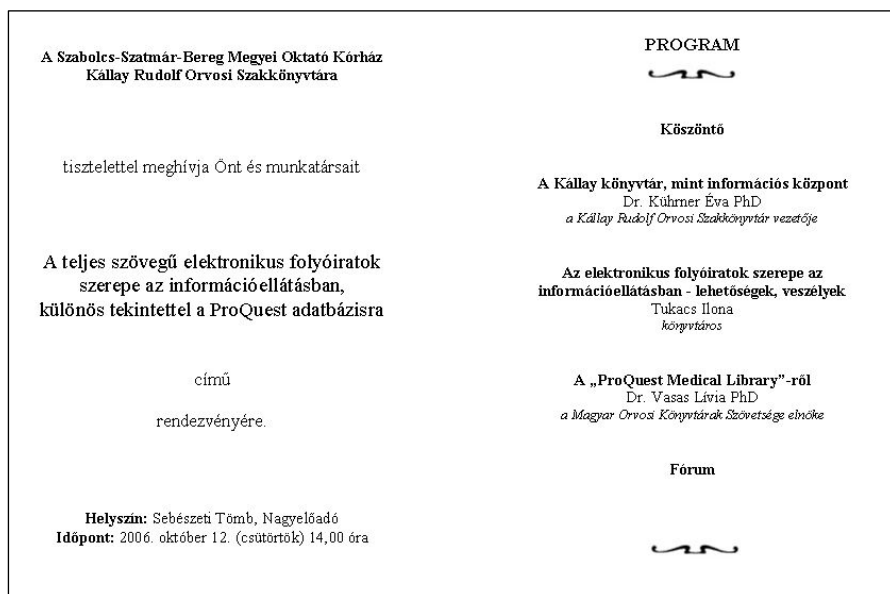 A Szabolcs-Szatmár-Bereg Megyei Oktató Kórház
Kállay Rudolf Orvosi Szakkönyvtára
tisztelettel meghívja Önt és munkatársait
A teljes szövegű elektronikus folyóiratok
szerepe az információellátásban,
különös tekintettel a ProQuest adatbázisra
című
rendezvényére.
Helyszín: Sebészeti Tömb, Nagyelőadó
Időpont: 2006. október 12. (csütörtök) 14,00 óra
PROGRAM
Köszöntő
A Kállay könyvtár, mint információs központ
Dr. Kührner Éva PhD
a Kállay Rudolf Orvosi Szakkönyvtár vezetője
Az elektronikus folyóiratok szerepe az
információellátásban - lehetőségek, veszélyek
Tukacs Ilona
könyvtáros
A „ProQuest Medical Library”-ről
Dr. Vasas Lívia PhD
a Magyar Orvosi Könyvtárak Szövetsége elnöke
Fórum